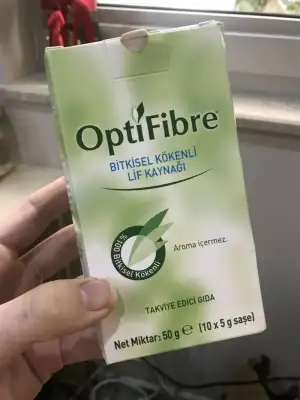 OptiFibre®
BİTKİSEL KÖKENLİ
LİF KAYNAĞI
%100 Bitkisel Kökenli
Aroma içermez.
TAKVİYE EDİCİ GIDA
Net Miktar: 50 g ℮ (10 x 5 g saşe)